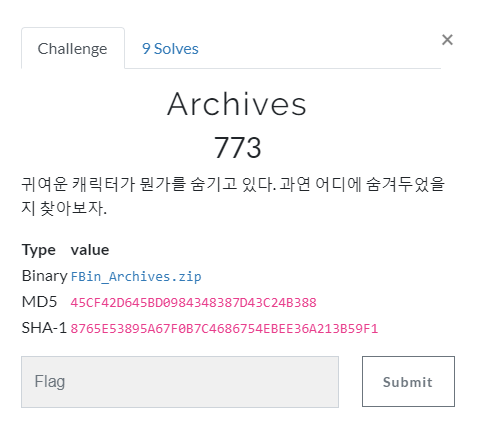 Challenge
9 Solves
×
Archives
773
귀여운 캐릭터가 뭔가를 숨기고 있다. 과연 어디에 숨겨두었을
지 찾아보자.
Type value
Binary FBin_Archives.zip
MD5 45CF42D645BD0984348387D43C24B388
SHA-1 8765E53895A67F0B7C4686754EBEE36A213B59F1
Flag
Submit